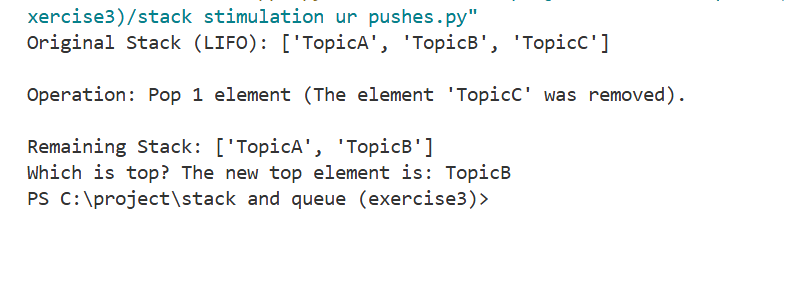 xercise3)/stack stimulation ur pushes.py"
Original Stack (LIFO): ['TopicA', 'TopicB', 'TopicC']
Operation: Pop 1 element (The element 'TopicC' was removed).
Remaining Stack: ['TopicA', 'TopicB']
Which is top? The new top element is: TopicB
PS C:\project\stack and queue (exercise3)>